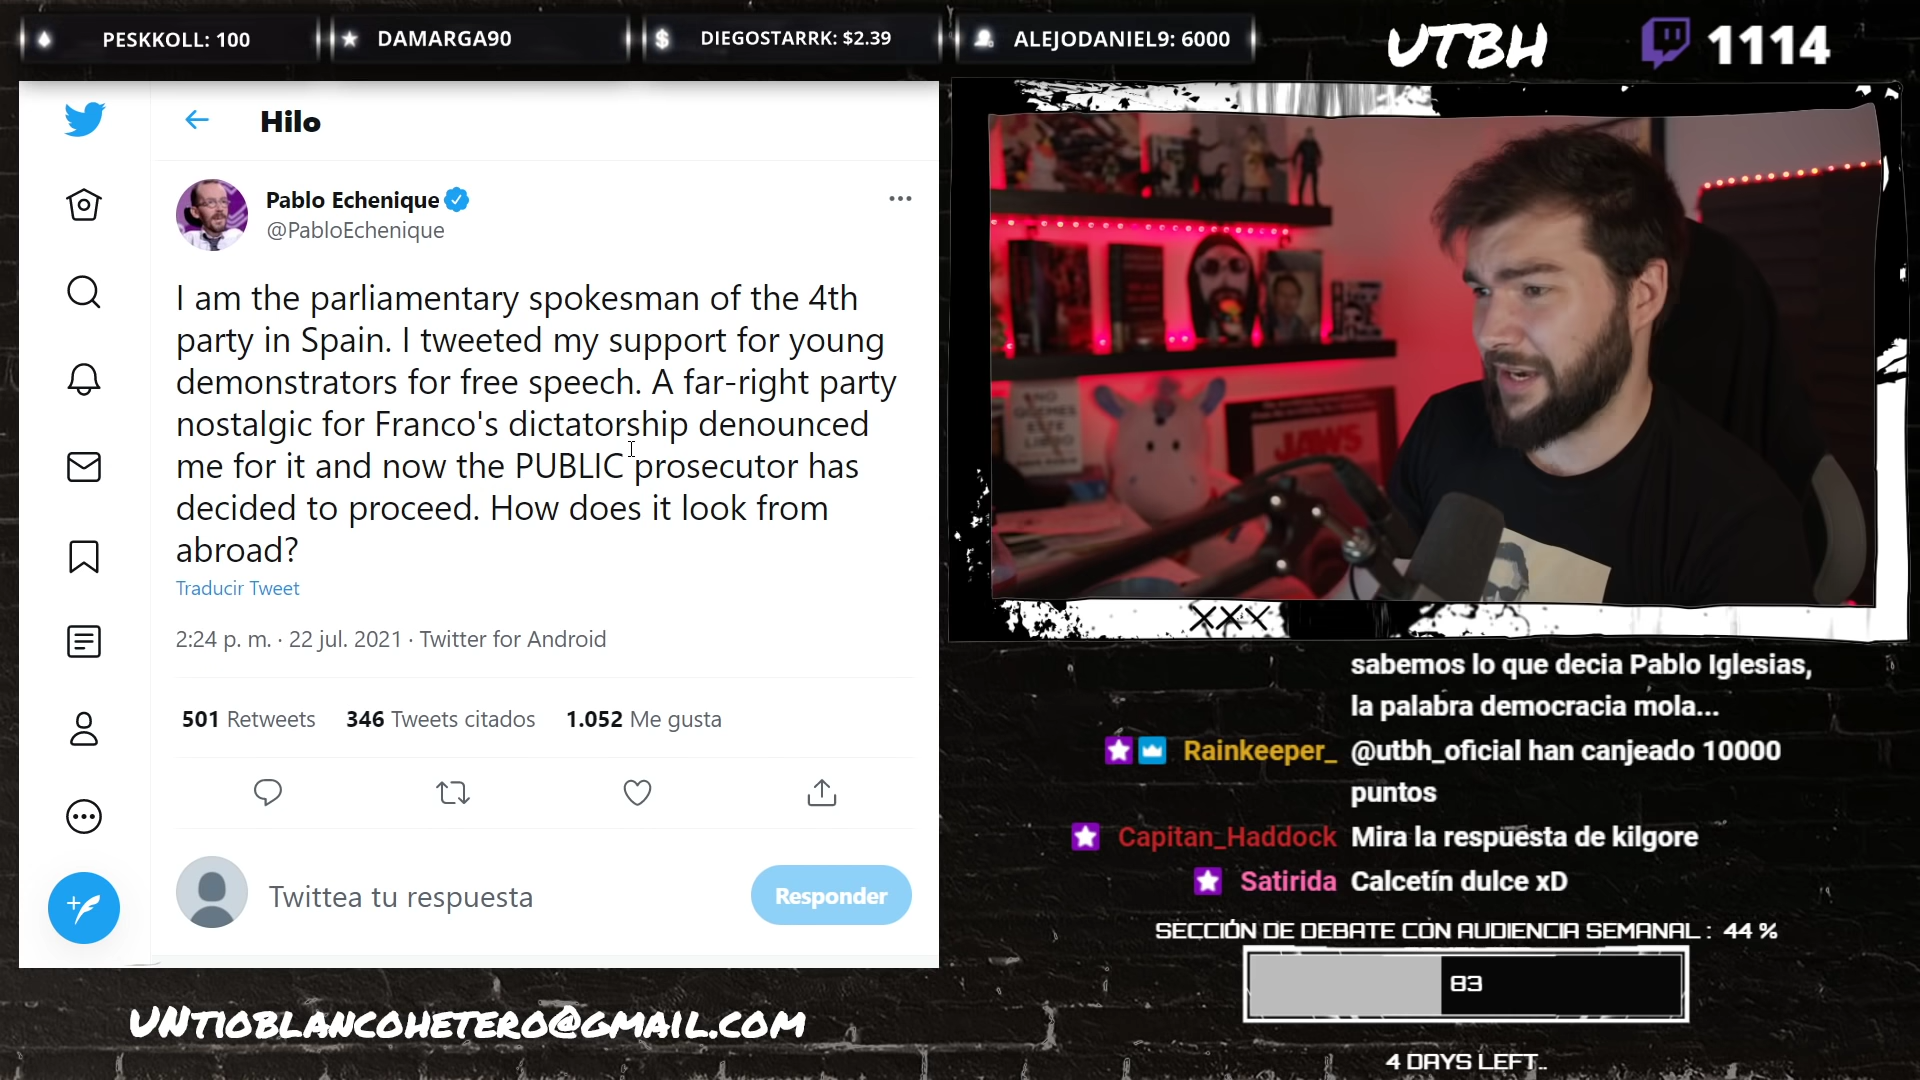 PESKKOLL: 100
DAMARGA90
DIEGOSTARRK: $2.39
ALEJODANIEL9: 6000
UTBH
1114
Hilo
Pablo Echenique
@PabloEchenique
I am the parliamentary spokesman of the 4th
party in Spain. I tweeted my support for young
demonstrators for free speech. A far-right party
nostalgic for Franco's dictatorship denounced
me for it and now the PUBLIC prosecutor has
decided to proceed. How does it look from
abroad?
Traducir Tweet
2:24 p. m. · 22 jul. 2021 · Twitter for Android
501 Retweets 346 Tweets citados 1.052 Me gusta
Twittea tu respuesta
Responder
NO
QUEMES
ESTE
LIBRO
JAWS
XXX
sabemos lo que decia Pablo Iglesias,
la palabra democracia mola...
Rainkeeper_ @utbh_oficial han canjeado 10000
puntos
Capitan_Haddock Mira la respuesta de kilgore
Satirida Calcetín dulce xD
SECCIÓN DE DEBATE CON AUDIENCIA SEMANAL : 44 %
83
4 DAYS LEFT..
UNTIOBLANCOHETERO@GMAIL.COM